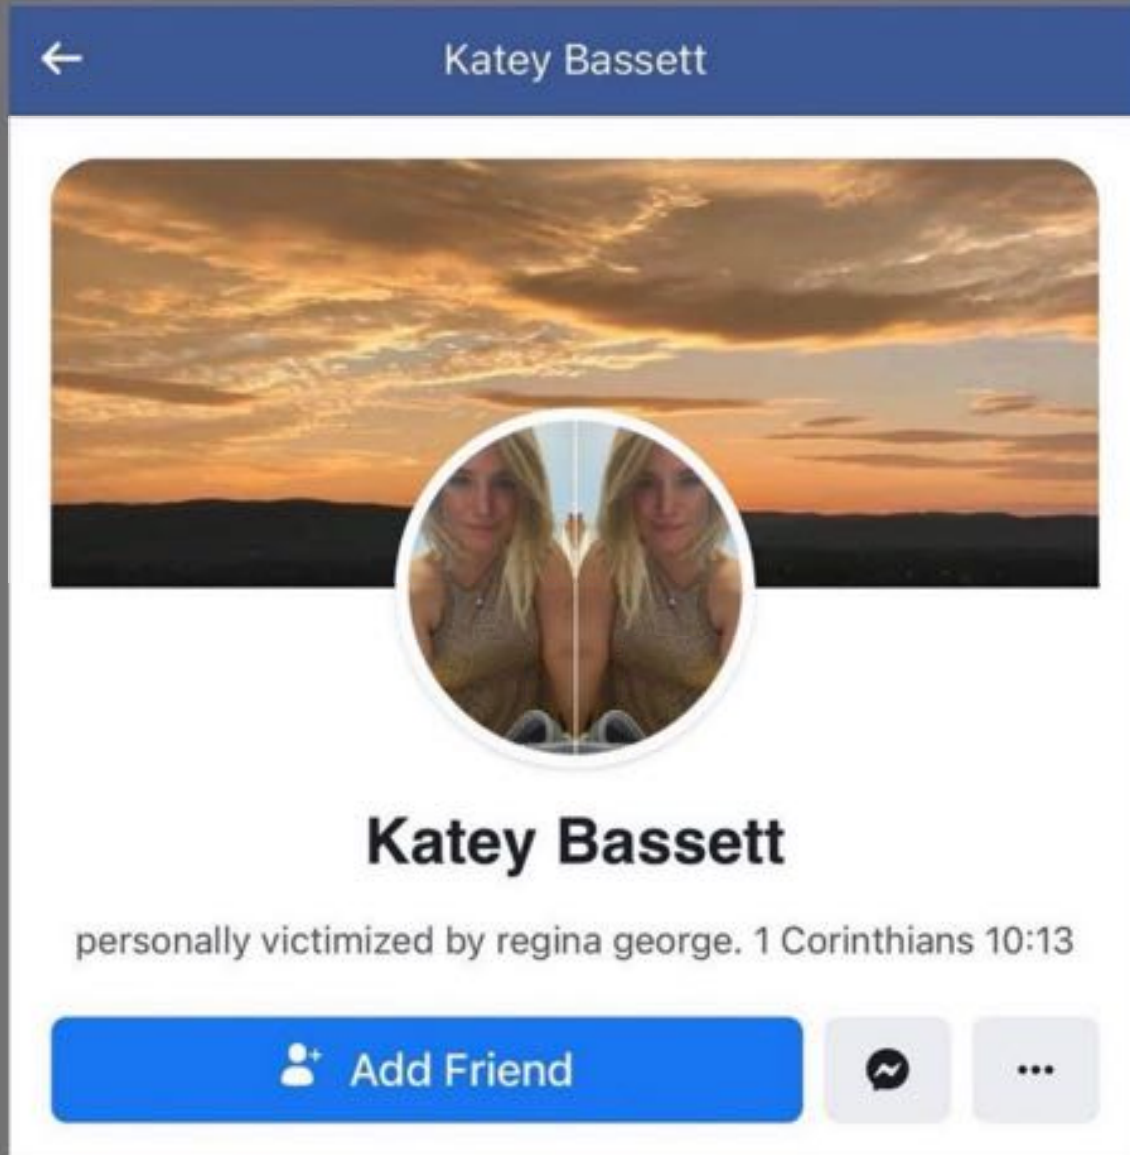 Katey Bassett
Katey Bassett
personally victimized by regina george. 1 Corinthians 10:13
Add Friend